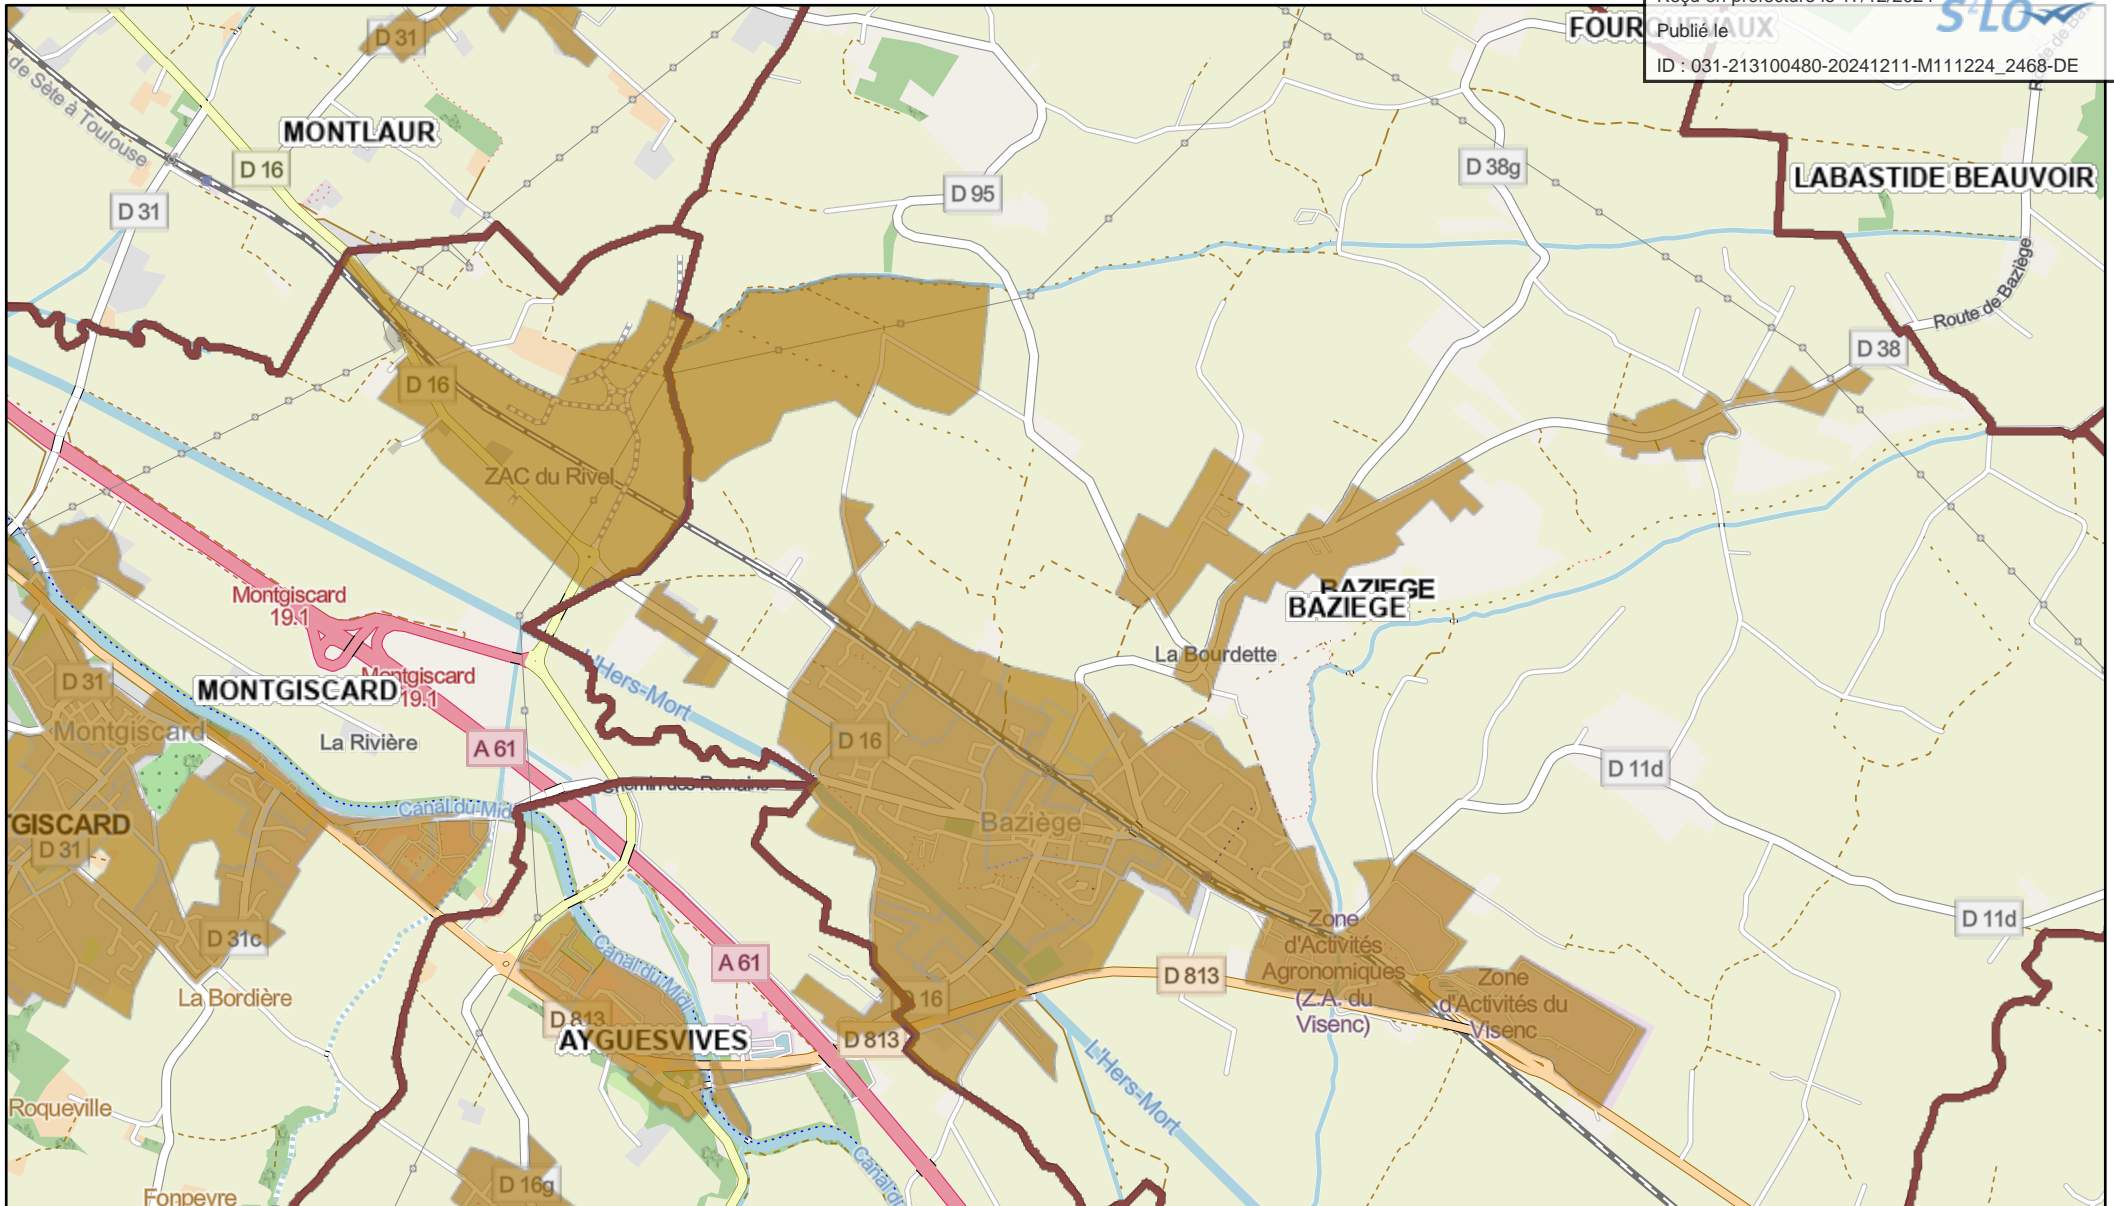 Publié le
ID : 031-213100480-20241211-M111224_2468-DE
S²LO
D 31
de Sète à Toulouse
MONTLAUR
D 16
D 31
D 95
D 38g
LABASTIDE BEAUVOIR
Route de Baziège
D 38
D 16
ZAC du Rivel
Montgiscard
19.1
BAZIEGE
BAZIEGE
La Bourdette
L'Hers-Mort
D 31
Montgiscard
19.1
MONTGISCARD
Montgiscard
La Rivière
A 61
D 16
D 11d
Chemin des Romains
Canal du Midi
GISCARD
D 31
Baziège
D 31c
Zone
d'Activités
Agronomiques
(Z.A. du
Visenc)
D 11d
Canal du Midi
A 61
D 813
Zone
d'Activités du
Visenc
La Bordière
16
D 813
AYGUESVIVES
D 813
L'Hers-Mort
Roqueville
D 16g
Fonpeyre